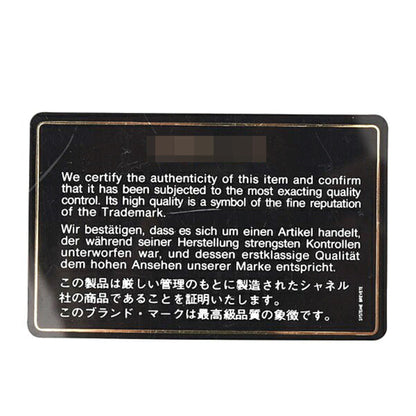 We certify the authenticity of this item and confirm
that it has been subjected to the most exacting quality
control. Its high quality is a symbol of the fine reputation
of the Trademark.
Wir bestätigen, dass es sich um einen Artikel handelt,
der während seiner Herstellung strengsten Kontrollen
unterworfen war, und dessen erstklassige Qualität
dem hohen Ansehen unserer Marke entspricht.
この製品は厳しい管理のもとに製造されたシャネル
社の商品であることを証明いたします。
このブランド・マークは最高級品質の象徴です。